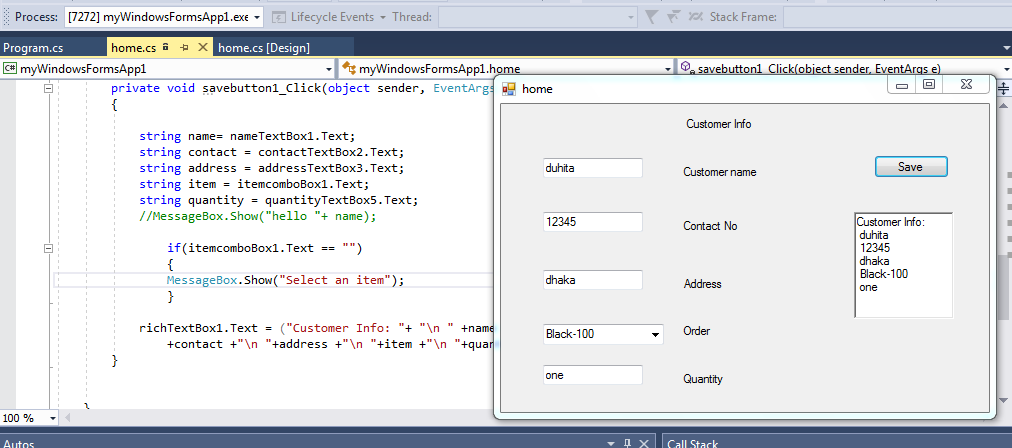 Process: [7272] myWindowsFormsApp1.exe Lifecycle Events Thread: Stack Frame:
Program.cs home.cs home.cs [Design]
C# myWindowsFormsApp1 myWindowsFormsApp1.home savebutton1_Click(object sender, EventArgs e)
private void savebutton1_Click(object sender, EventArgs
{
string name= nameTextBox1.Text;
string contact = contactTextBox2.Text;
string address = addressTextBox3.Text;
string item = itemcomboBox1.Text;
string quantity = quantityTextBox5.Text;
//MessageBox.Show("hello "+ name);
if(itemcomboBox1.Text == "")
{
MessageBox.Show("Select an item");
}
richTextBox1.Text = ("Customer Info: "+ "\n " +name
+contact +"\n "+address +"\n "+item +"\n "+quan
}
}
100 %
Autos
Call Stack
home
Customer Info
duhita Customer name Save
12345 Contact No
dhaka Address
Black-100 Order
one Quantity
Customer Info:
duhita
12345
dhaka
Black-100
one